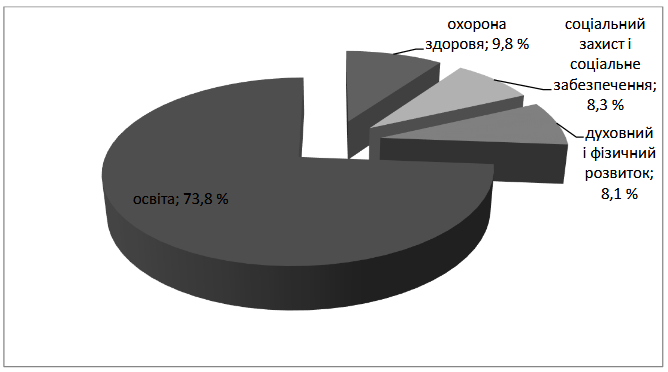 охорона
здоровя; 9,8 %
соціальний
захист і
соціальне
забезпечення;
8,3 %
духовний
і фізичний
розвиток;
8,1 %
освіта; 73,8 %